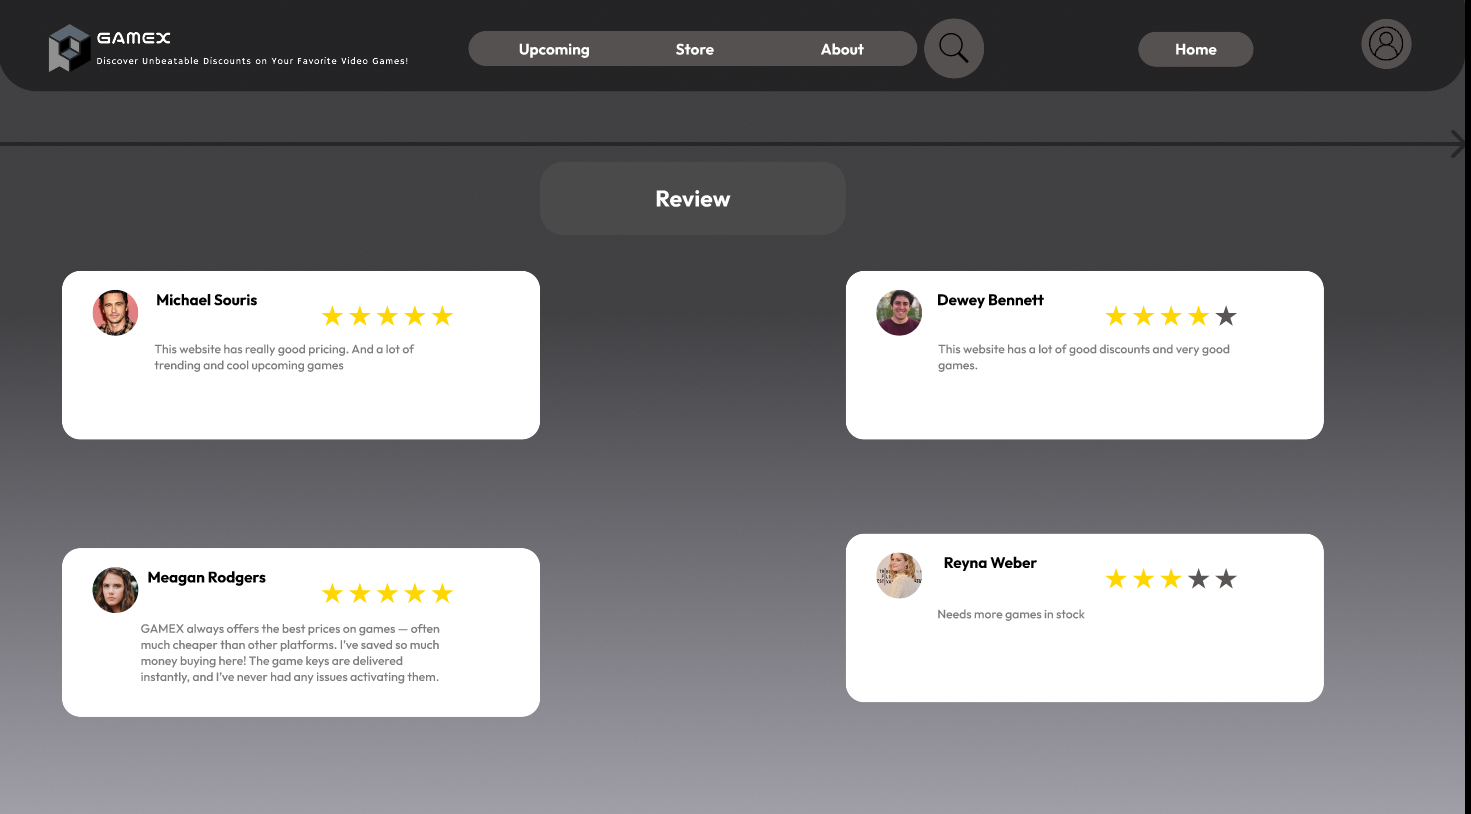 GAMEX
Discover Unbeatable Discounts on Your Favorite Video Games!
Upcoming
Store
About
Home
Review
Michael Souris
This website has really good pricing. And a lot of
trending and cool upcoming games
Dewey Bennett
This website has a lot of good discounts and very good
games.
Meagan Rodgers
GAMEX always offers the best prices on games — often
much cheaper than other platforms. I've saved so much
money buying here! The game keys are delivered
instantly, and I've never had any issues activating them.
Reyna Weber
Needs more games in stock